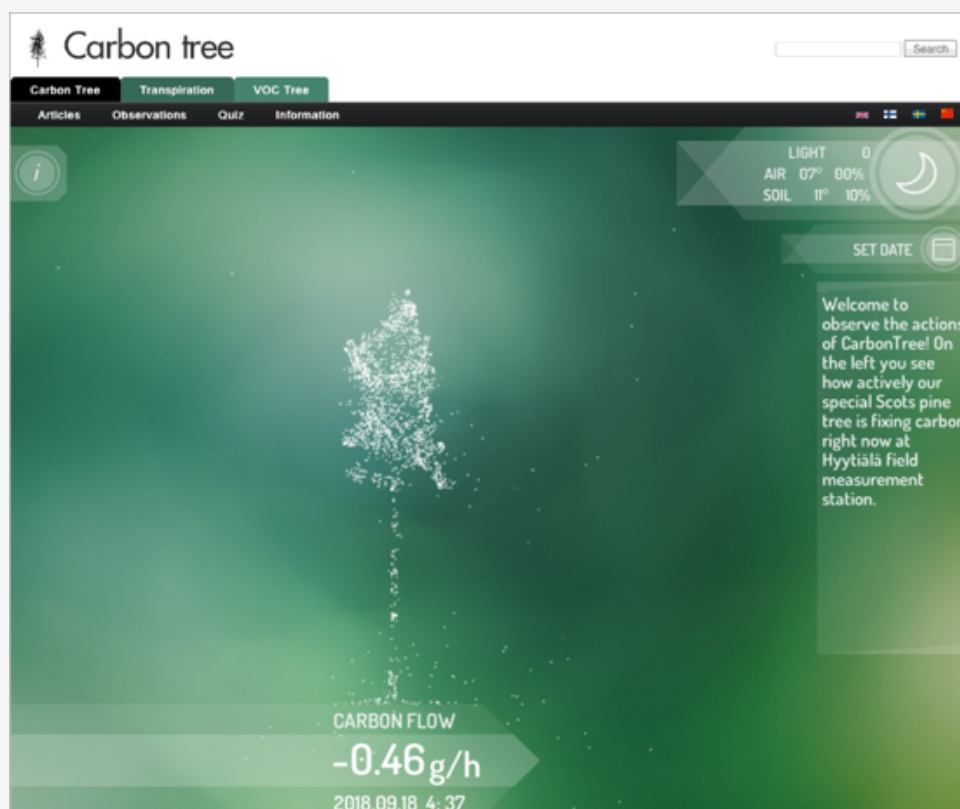 Carbon tree
Search
Carbon Tree Transpiration VOC Tree
Articles Observations Quiz Information
i
LIGHT 0
AIR 07° 00%
SOIL 11° 10%
SET DATE
Welcome to
observe the actions
of CarbonTree! On
the left you see
how actively our
special Scots pine
tree is fixing carbon
right now at
Hyytiälä field
measurement
station.
CARBON FLOW
-0.46 g/h
2018.09.18 4:37